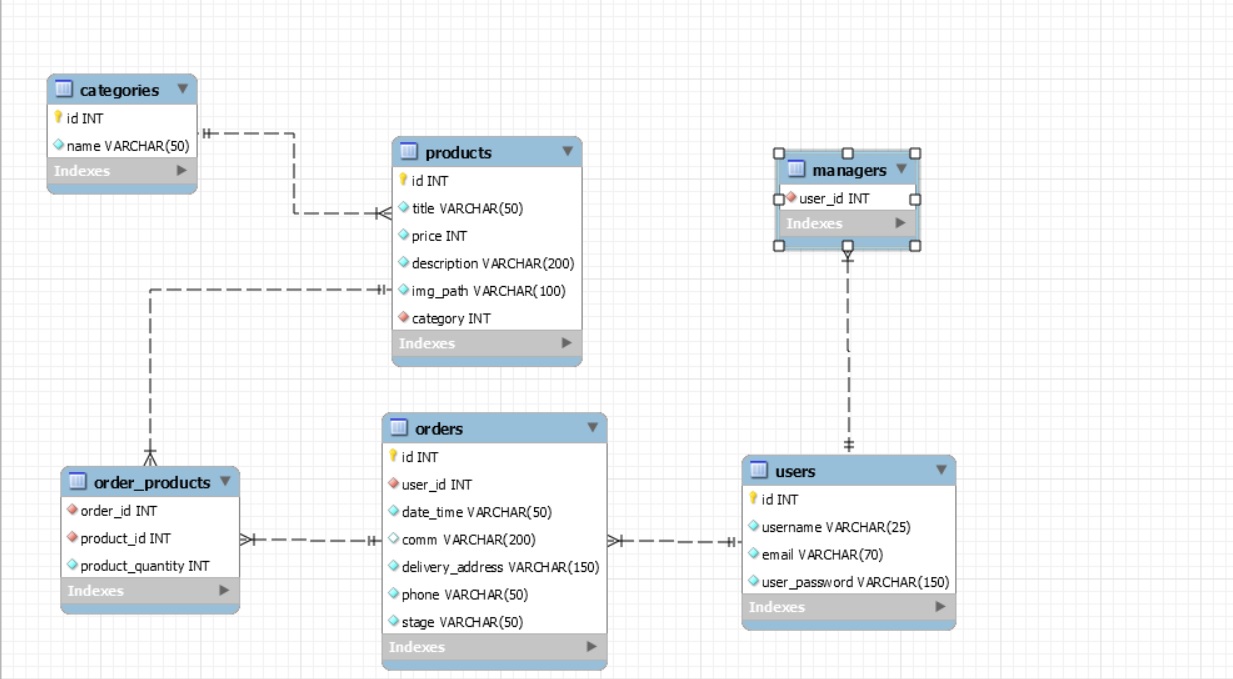 categories
id INT
name VARCHAR(50)
Indexes
products
id INT
title VARCHAR(50)
price INT
description VARCHAR(200)
img_path VARCHAR(100)
category INT
Indexes
managers
user_id INT
Indexes
order_products
order_id INT
product_id INT
product_quantity INT
Indexes
orders
id INT
user_id INT
date_time VARCHAR(50)
comm VARCHAR(200)
delivery_address VARCHAR(150)
phone VARCHAR(50)
stage VARCHAR(50)
Indexes
users
id INT
username VARCHAR(25)
email VARCHAR(70)
user_password VARCHAR(150)
Indexes